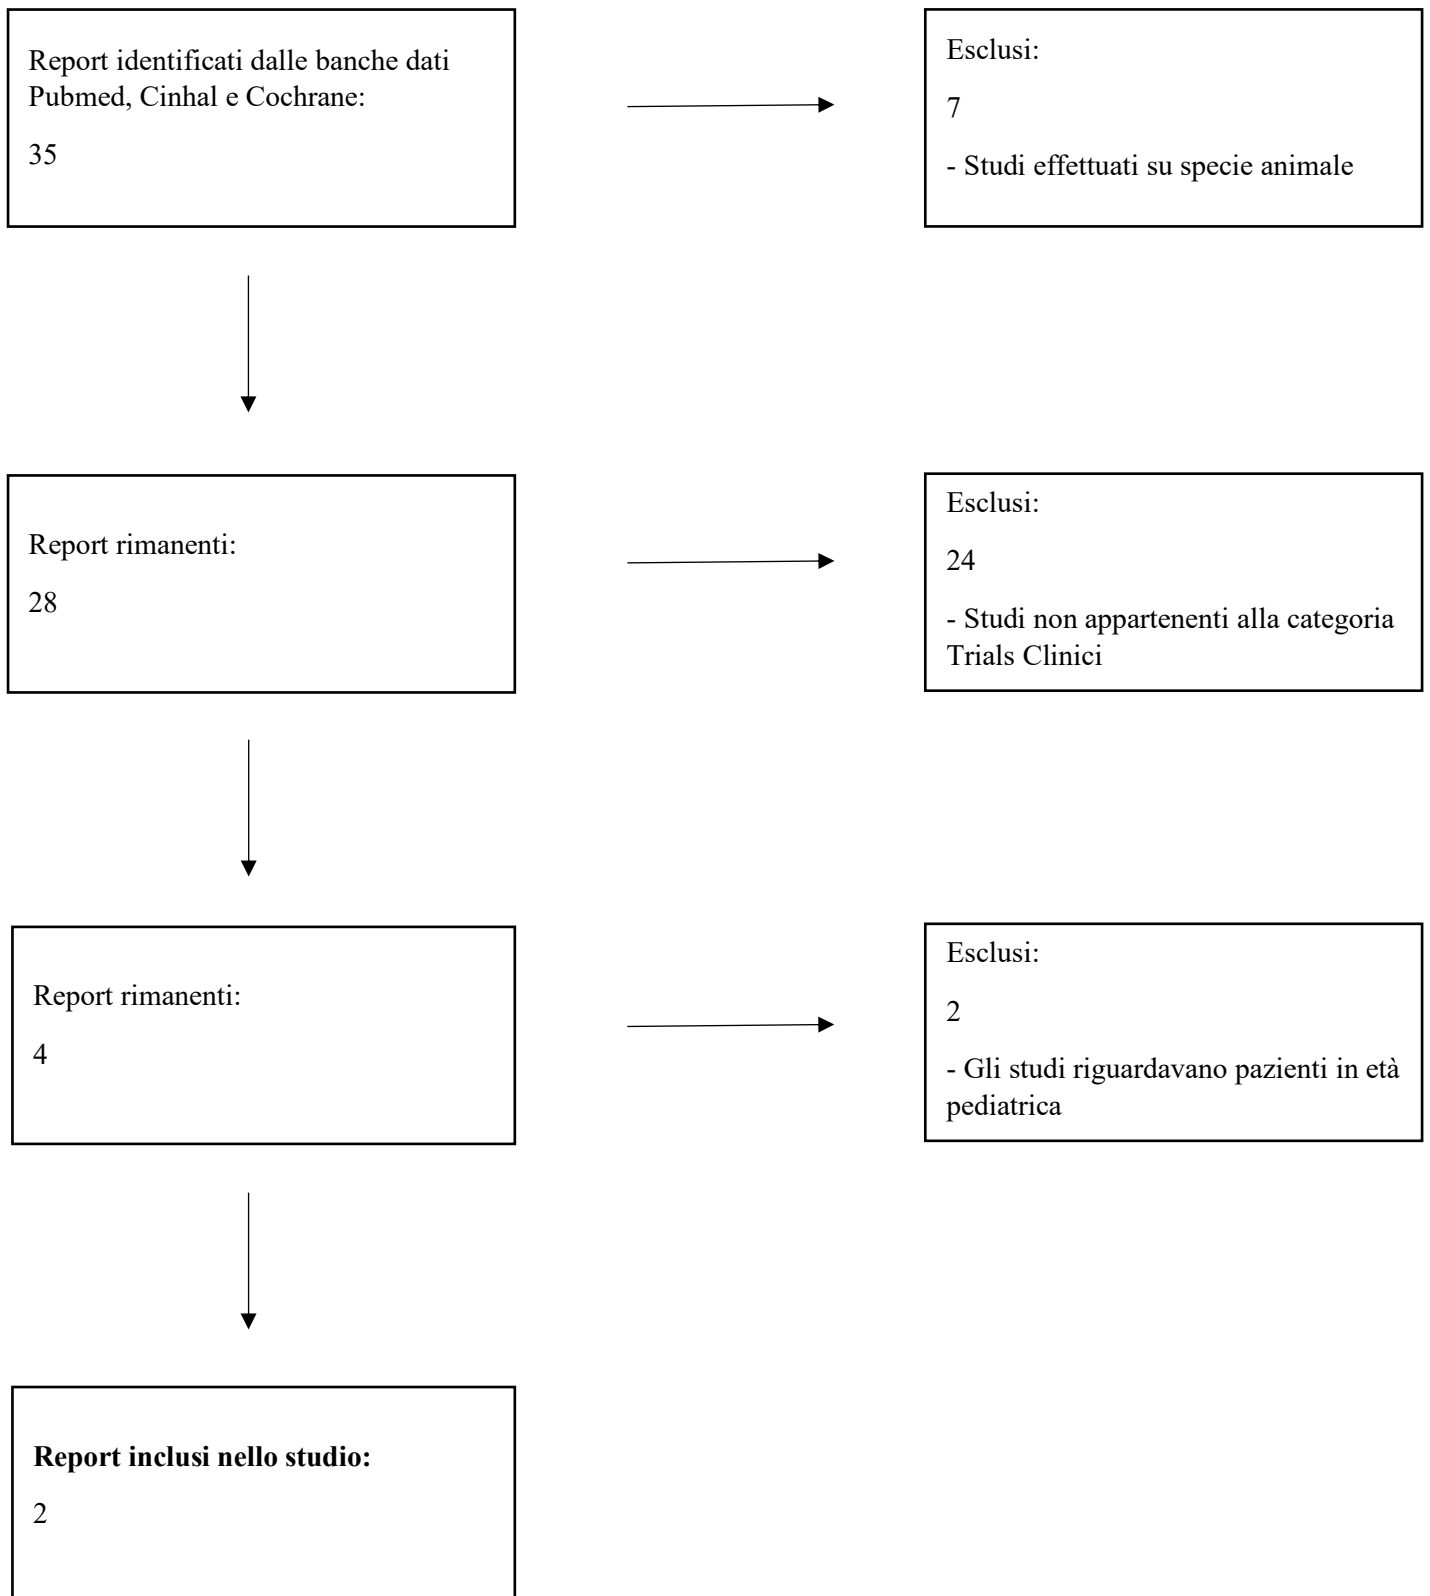 Report identificati dalle banche dati
Pubmed, Cinhal e Cochrane:
35
Esclusi:
7
- Studi effettuati su specie animale
Report rimanenti:
28
Esclusi:
24
- Studi non appartenenti alla categoria
Trials Clinici
Report rimanenti:
4
Esclusi:
2
- Gli studi riguardavano pazienti in età
pediatrica
Report inclusi nello studio:
2